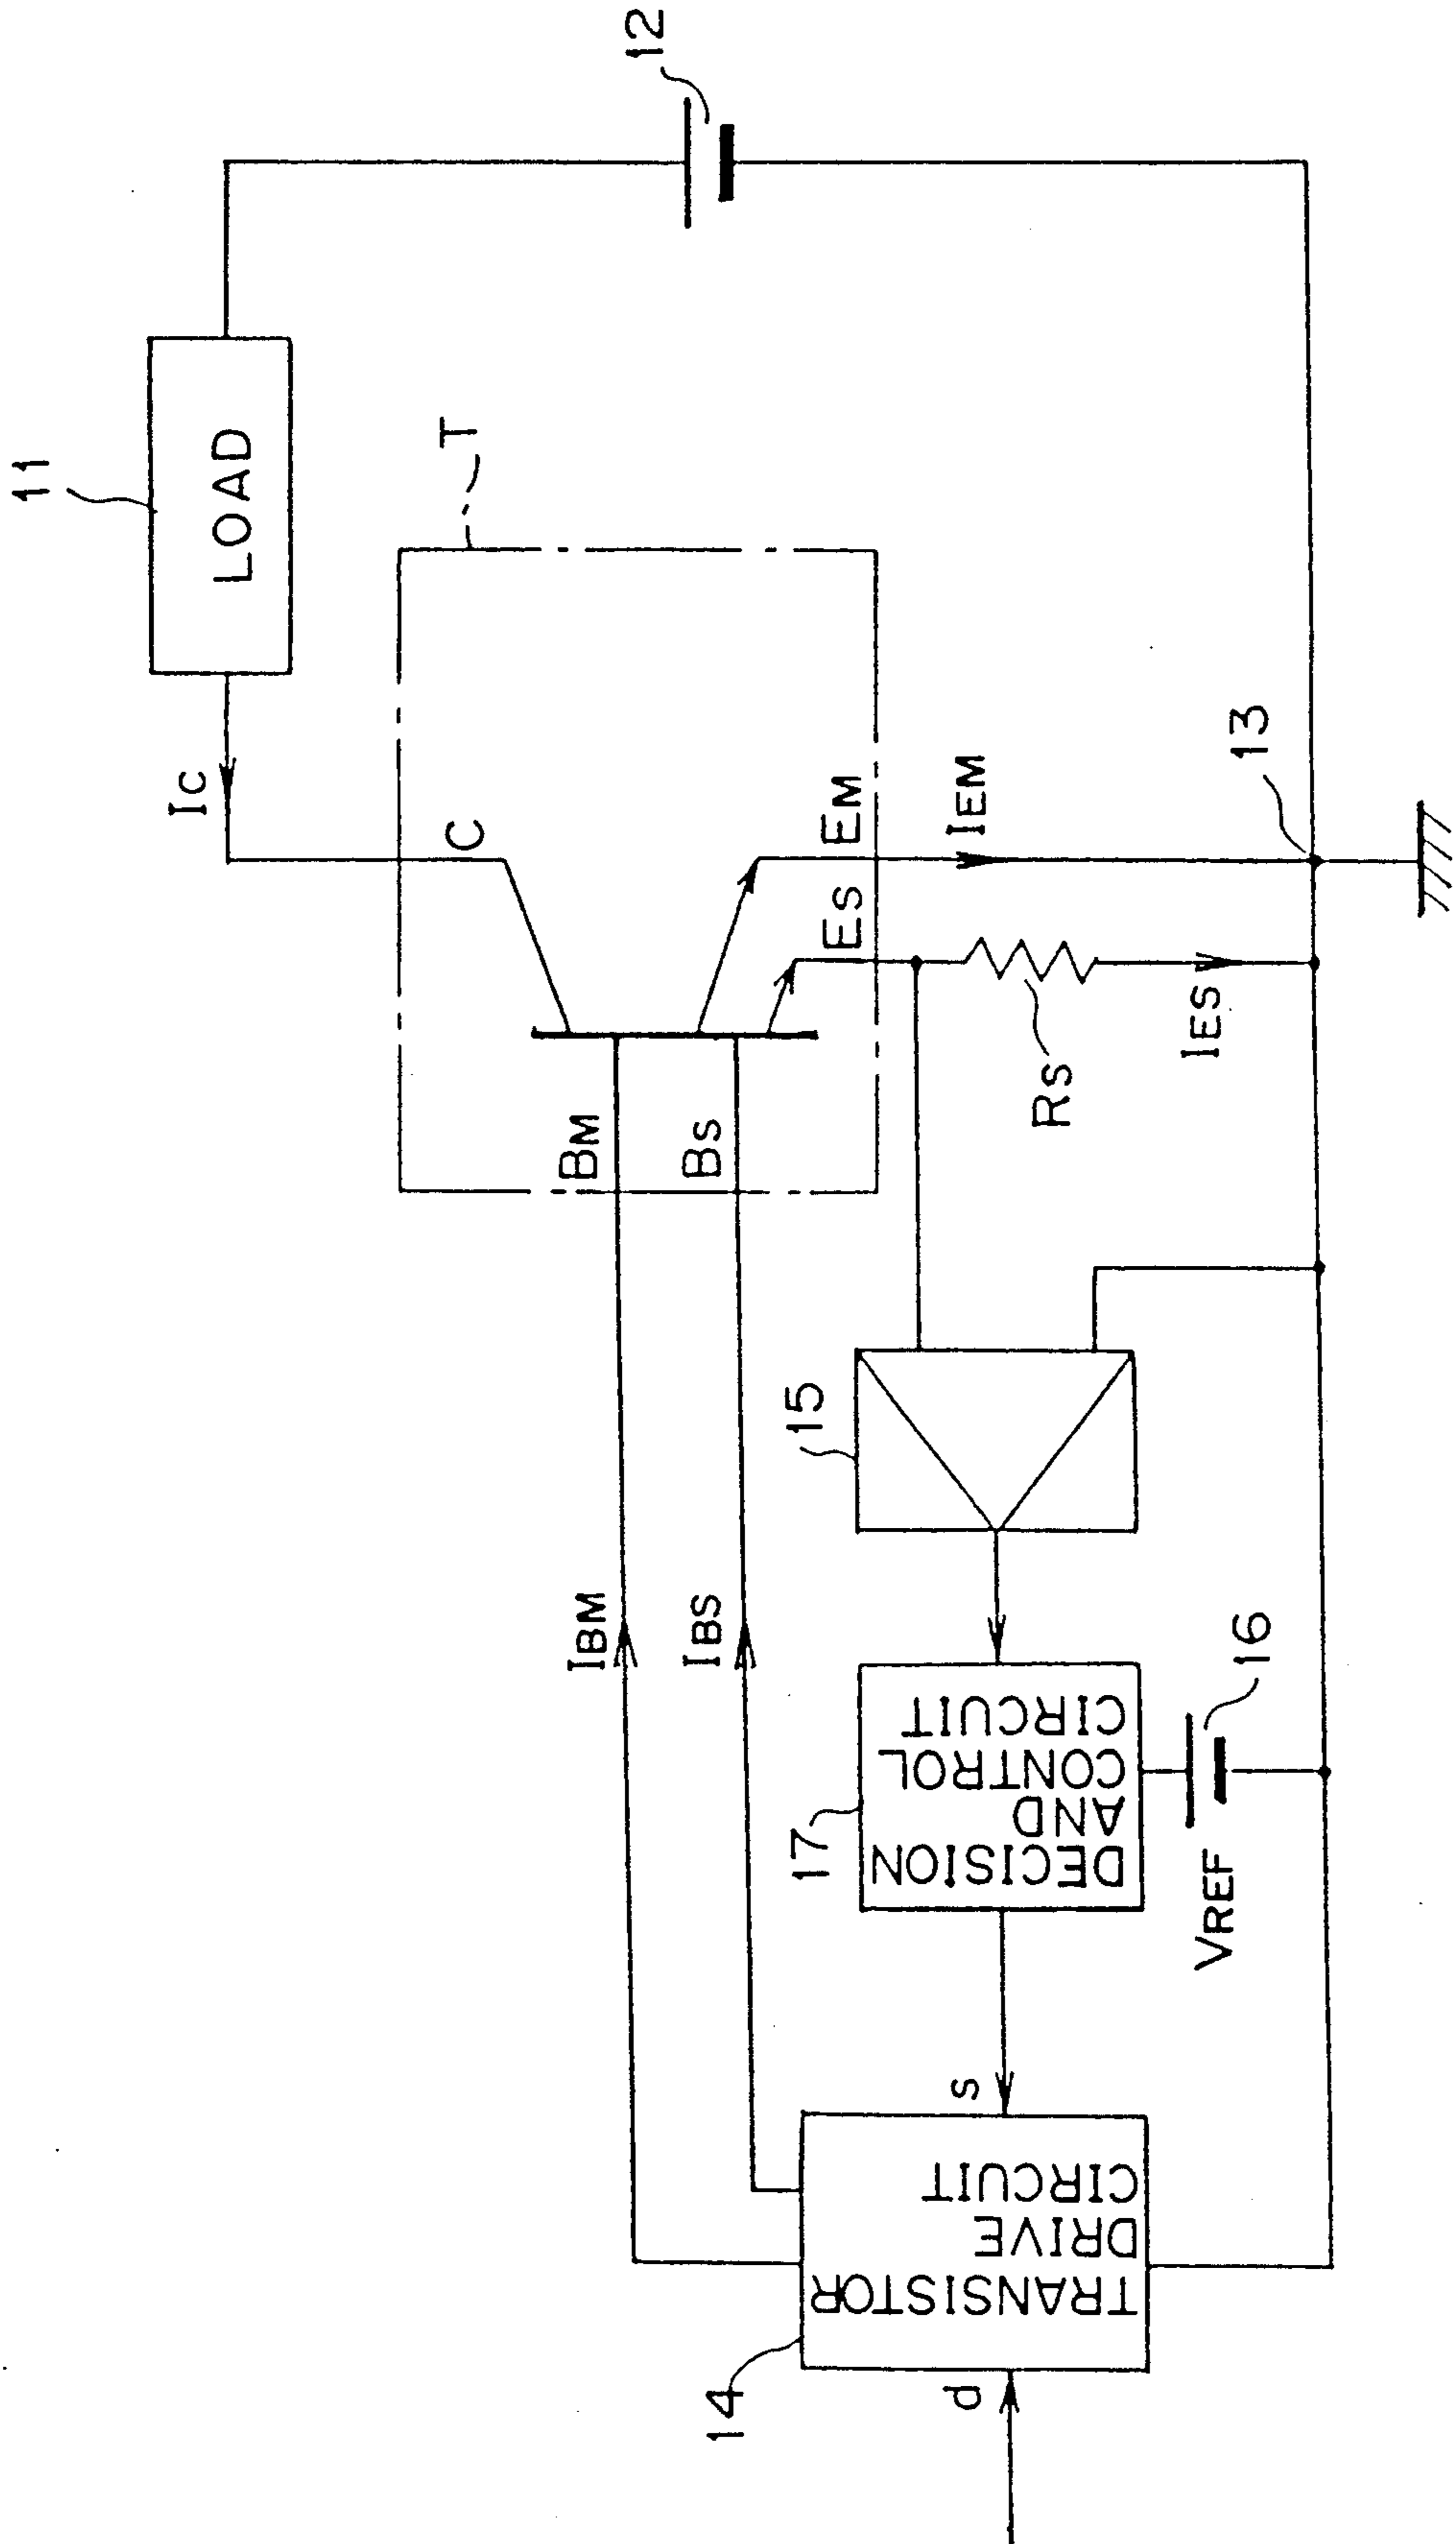 11
12
LOAD
T
IC
C
EM
IEM
13
ES
BM
BS
RS
IES
15
IBM
IBS
16
17
DECISION
AND
CONTROL
CIRCUIT
VREF
s
14
TRANSISTOR
DRIVE
CIRCUIT
d